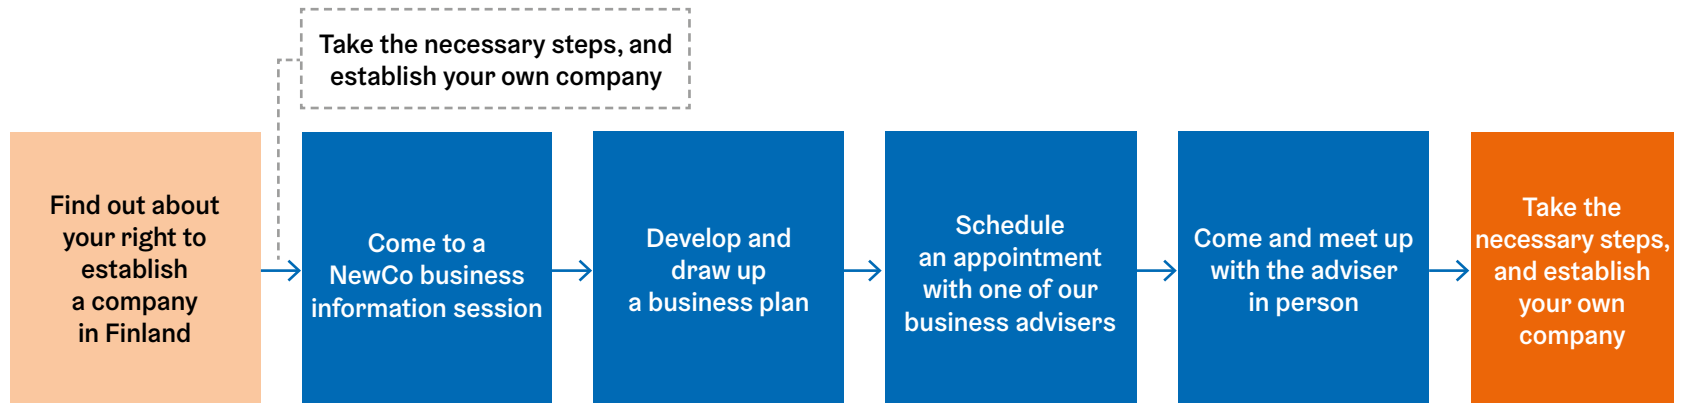 Take the necessary steps, and
establish your own company
Find out about
your right to
establish
a company
in Finland
Come to a
NewCo business
information session
Develop and
draw up
a business plan
Schedule
an appointment
with one of our
business advisers
Come and meet up
with the adviser
in person
Take the
necessary steps,
and establish
your own
company